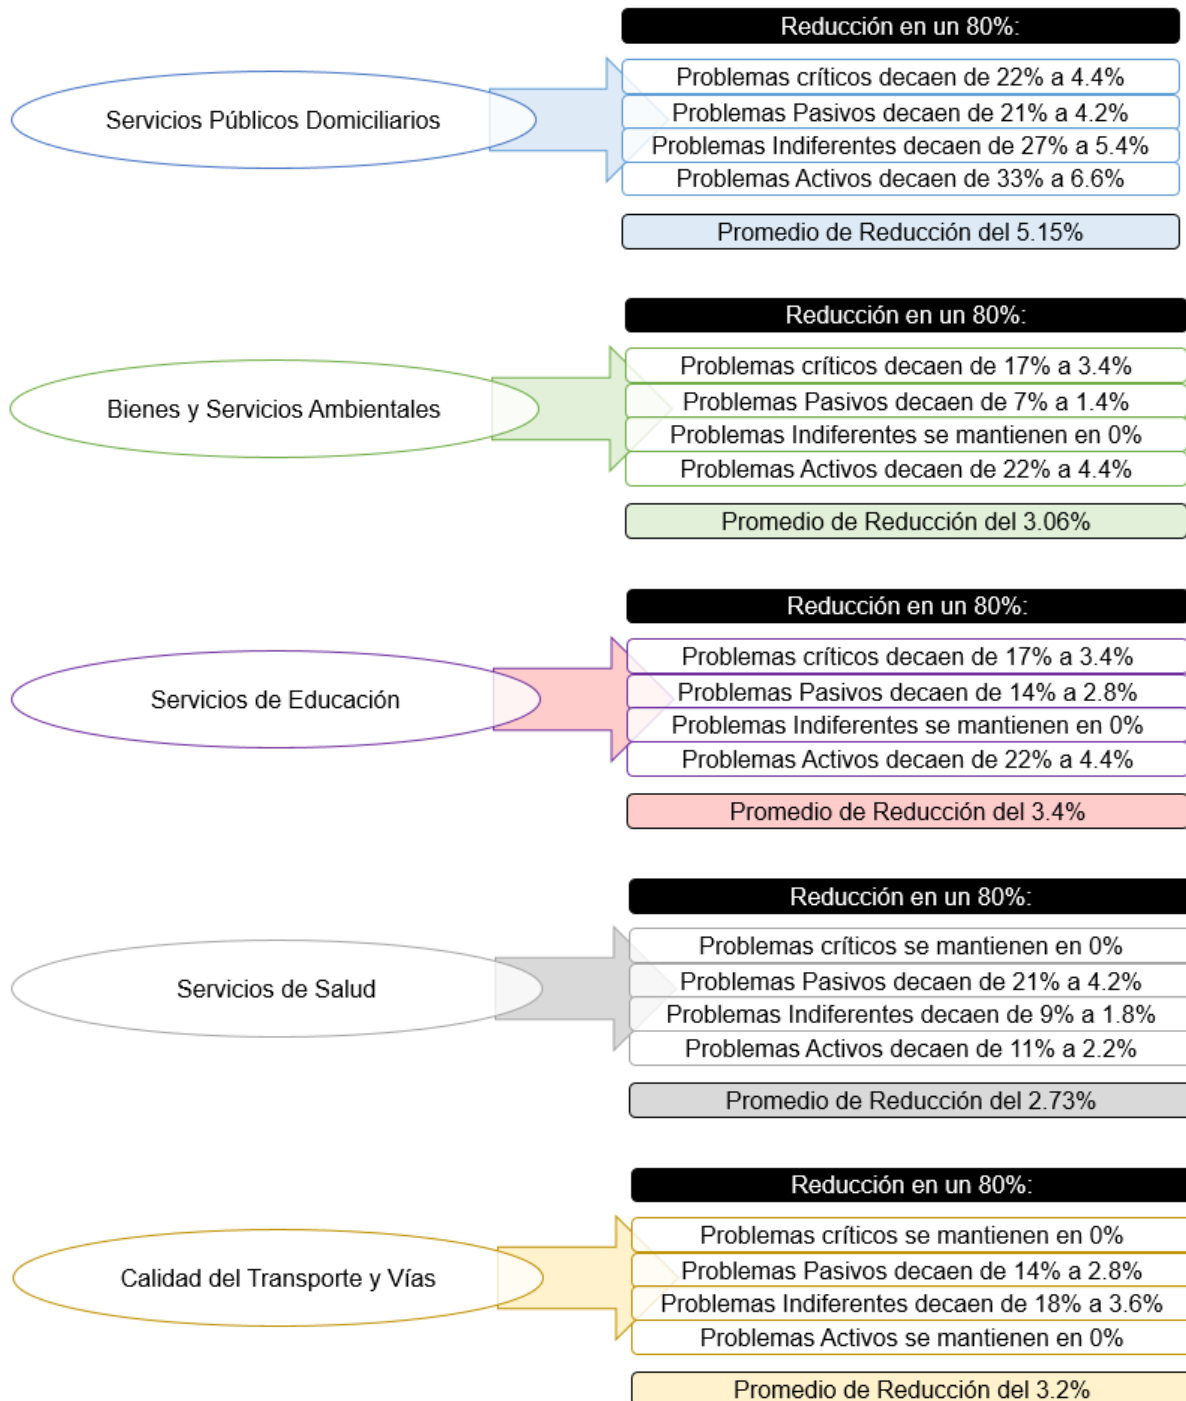 Reducción en un 80%:
Servicios Públicos Domiciliarios
Problemas críticos decaen de 22% a 4.4%
Problemas Pasivos decaen de 21% a 4.2%
Problemas Indiferentes decaen de 27% a 5.4%
Problemas Activos decaen de 33% a 6.6%
Promedio de Reducción del 5.15%
Reducción en un 80%:
Bienes y Servicios Ambientales
Problemas críticos decaen de 17% a 3.4%
Problemas Pasivos decaen de 7% a 1.4%
Problemas Indiferentes se mantienen en 0%
Problemas Activos decaen de 22% a 4.4%
Promedio de Reducción del 3.06%
Reducción en un 80%:
Servicios de Educación
Problemas críticos decaen de 17% a 3.4%
Problemas Pasivos decaen de 14% a 2.8%
Problemas Indiferentes se mantienen en 0%
Problemas Activos decaen de 22% a 4.4%
Promedio de Reducción del 3.4%
Reducción en un 80%:
Servicios de Salud
Problemas críticos se mantienen en 0%
Problemas Pasivos decaen de 21% a 4.2%
Problemas Indiferentes decaen de 9% a 1.8%
Problemas Activos decaen de 11% a 2.2%
Promedio de Reducción del 2.73%
Reducción en un 80%:
Calidad del Transporte y Vías
Problemas críticos se mantienen en 0%
Problemas Pasivos decaen de 14% a 2.8%
Problemas Indiferentes decaen de 18% a 3.6%
Problemas Activos se mantienen en 0%
Promedio de Reducción del 3.2%